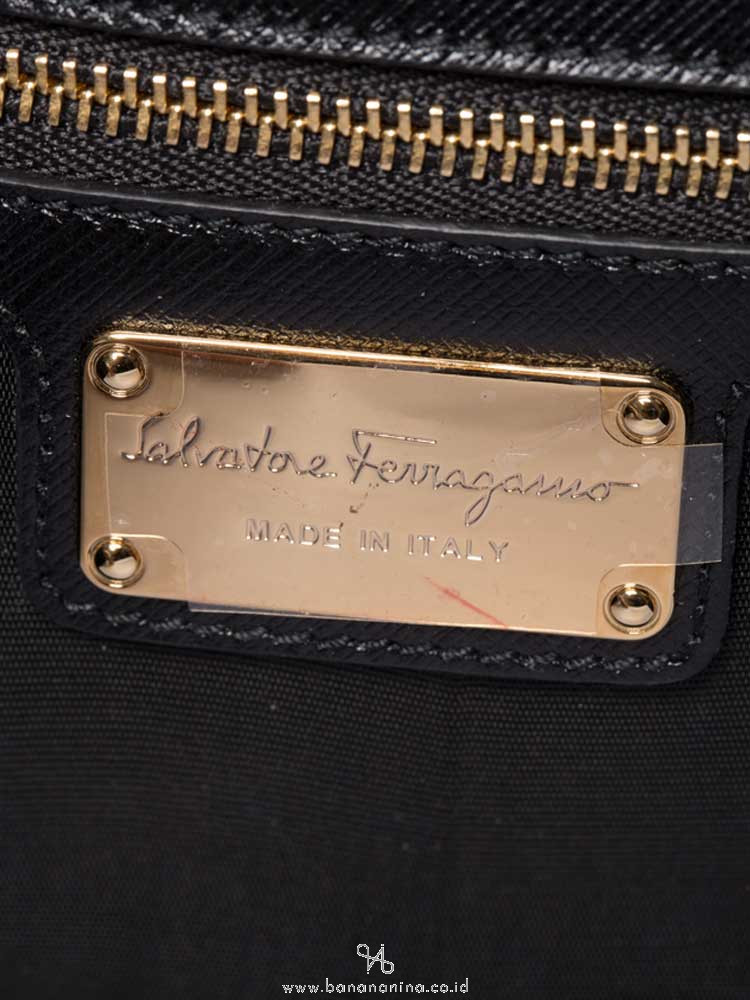 Salvatore Ferragamo
MADE IN ITALY
www.banananina.co.id